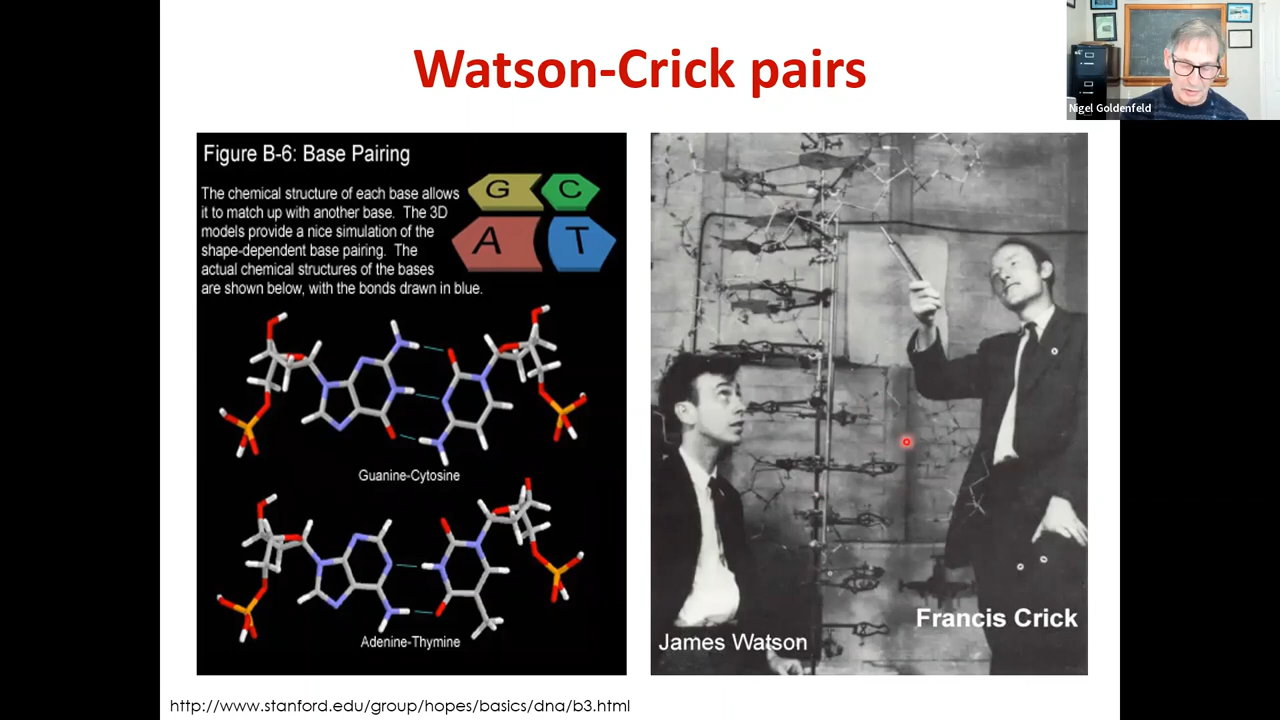 Watson-Crick pairs
Nigel Goldenfeld
Figure B-6: Base Pairing
The chemical structure of each base allows
it to match up with another base. The 3D
models provide a nice simulation of the
shape-dependent base pairing. The
actual chemical structures of the bases
are shown below, with the bonds drawn in blue.
G C
A T
Guanine-Cytosine
Adenine-Thymine
James Watson
Francis Crick
http://www.stanford.edu/group/hopes/basics/dna/b3.html